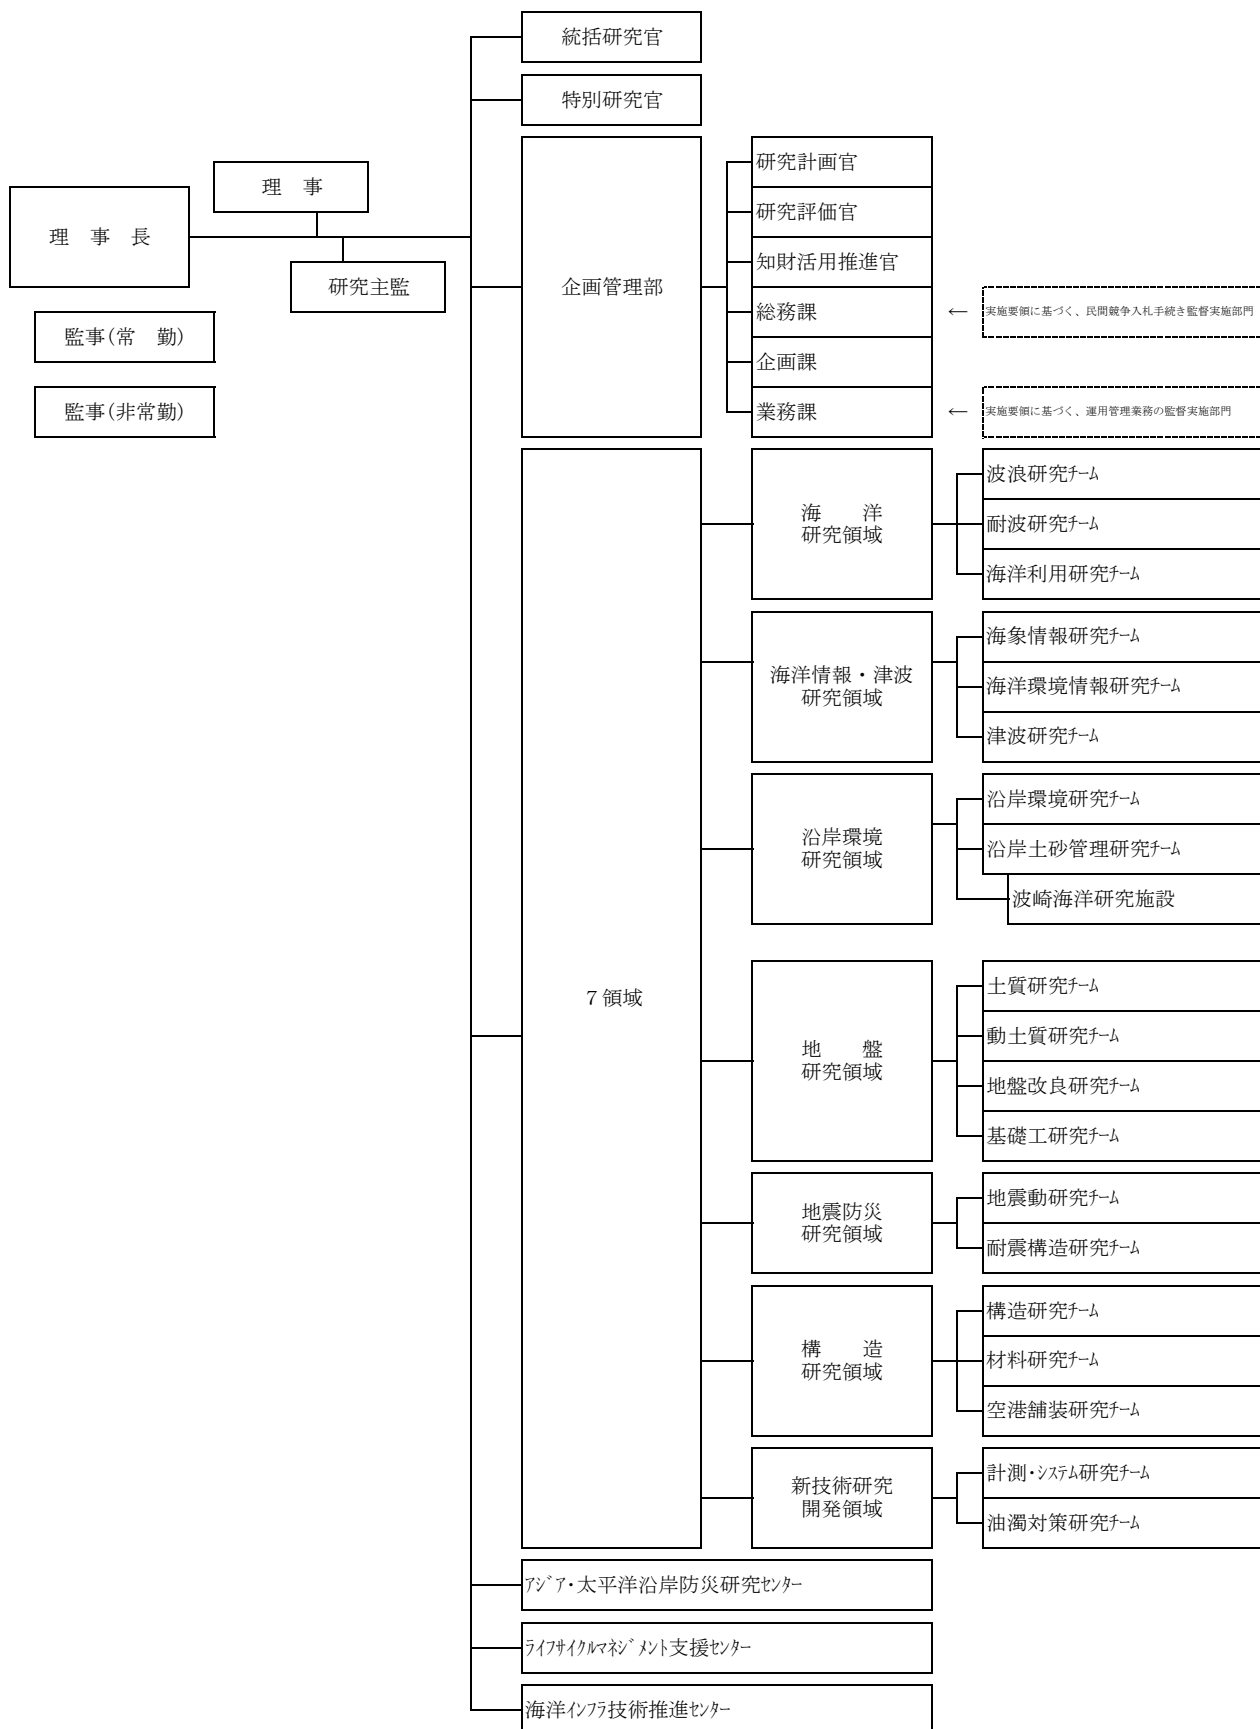 統括研究官
特別研究官
理　事　長
理　事
研究主監
監事(常　勤)
監事(非常勤)
企画管理部
研究計画官
研究評価官
知財活用推進官
総務課
← 実施要領に基づく、民間競争入札手続き監督実施部門
企画課
業務課
← 実施要領に基づく、運用管理業務の監督実施部門
７領域
海　　洋
研究領域
波浪研究ﾁｰﾑ
耐波研究ﾁｰﾑ
海洋利用研究ﾁｰﾑ
海洋情報・津波
研究領域
海象情報研究ﾁｰﾑ
海洋環境情報研究ﾁｰﾑ
津波研究ﾁｰﾑ
沿岸環境
研究領域
沿岸環境研究ﾁｰﾑ
沿岸土砂管理研究ﾁｰﾑ
波崎海洋研究施設
地　　盤
研究領域
土質研究ﾁｰﾑ
動土質研究ﾁｰﾑ
地盤改良研究ﾁｰﾑ
基礎工研究ﾁｰﾑ
地震防災
研究領域
地震動研究ﾁｰﾑ
耐震構造研究ﾁｰﾑ
構　　造
研究領域
構造研究ﾁｰﾑ
材料研究ﾁｰﾑ
空港舗装研究ﾁｰﾑ
新技術研究
開発領域
計測・ｼｽﾃﾑ研究ﾁｰﾑ
油濁対策研究ﾁｰﾑ
ｱｼﾞｱ・太平洋沿岸防災研究ｾﾝﾀｰ
ﾗｲﾌｻｲｸﾙﾏﾈｼﾞﾒﾝﾄ支援ｾﾝﾀｰ
海洋ｲﾝﾌﾗ技術推進ｾﾝﾀｰ